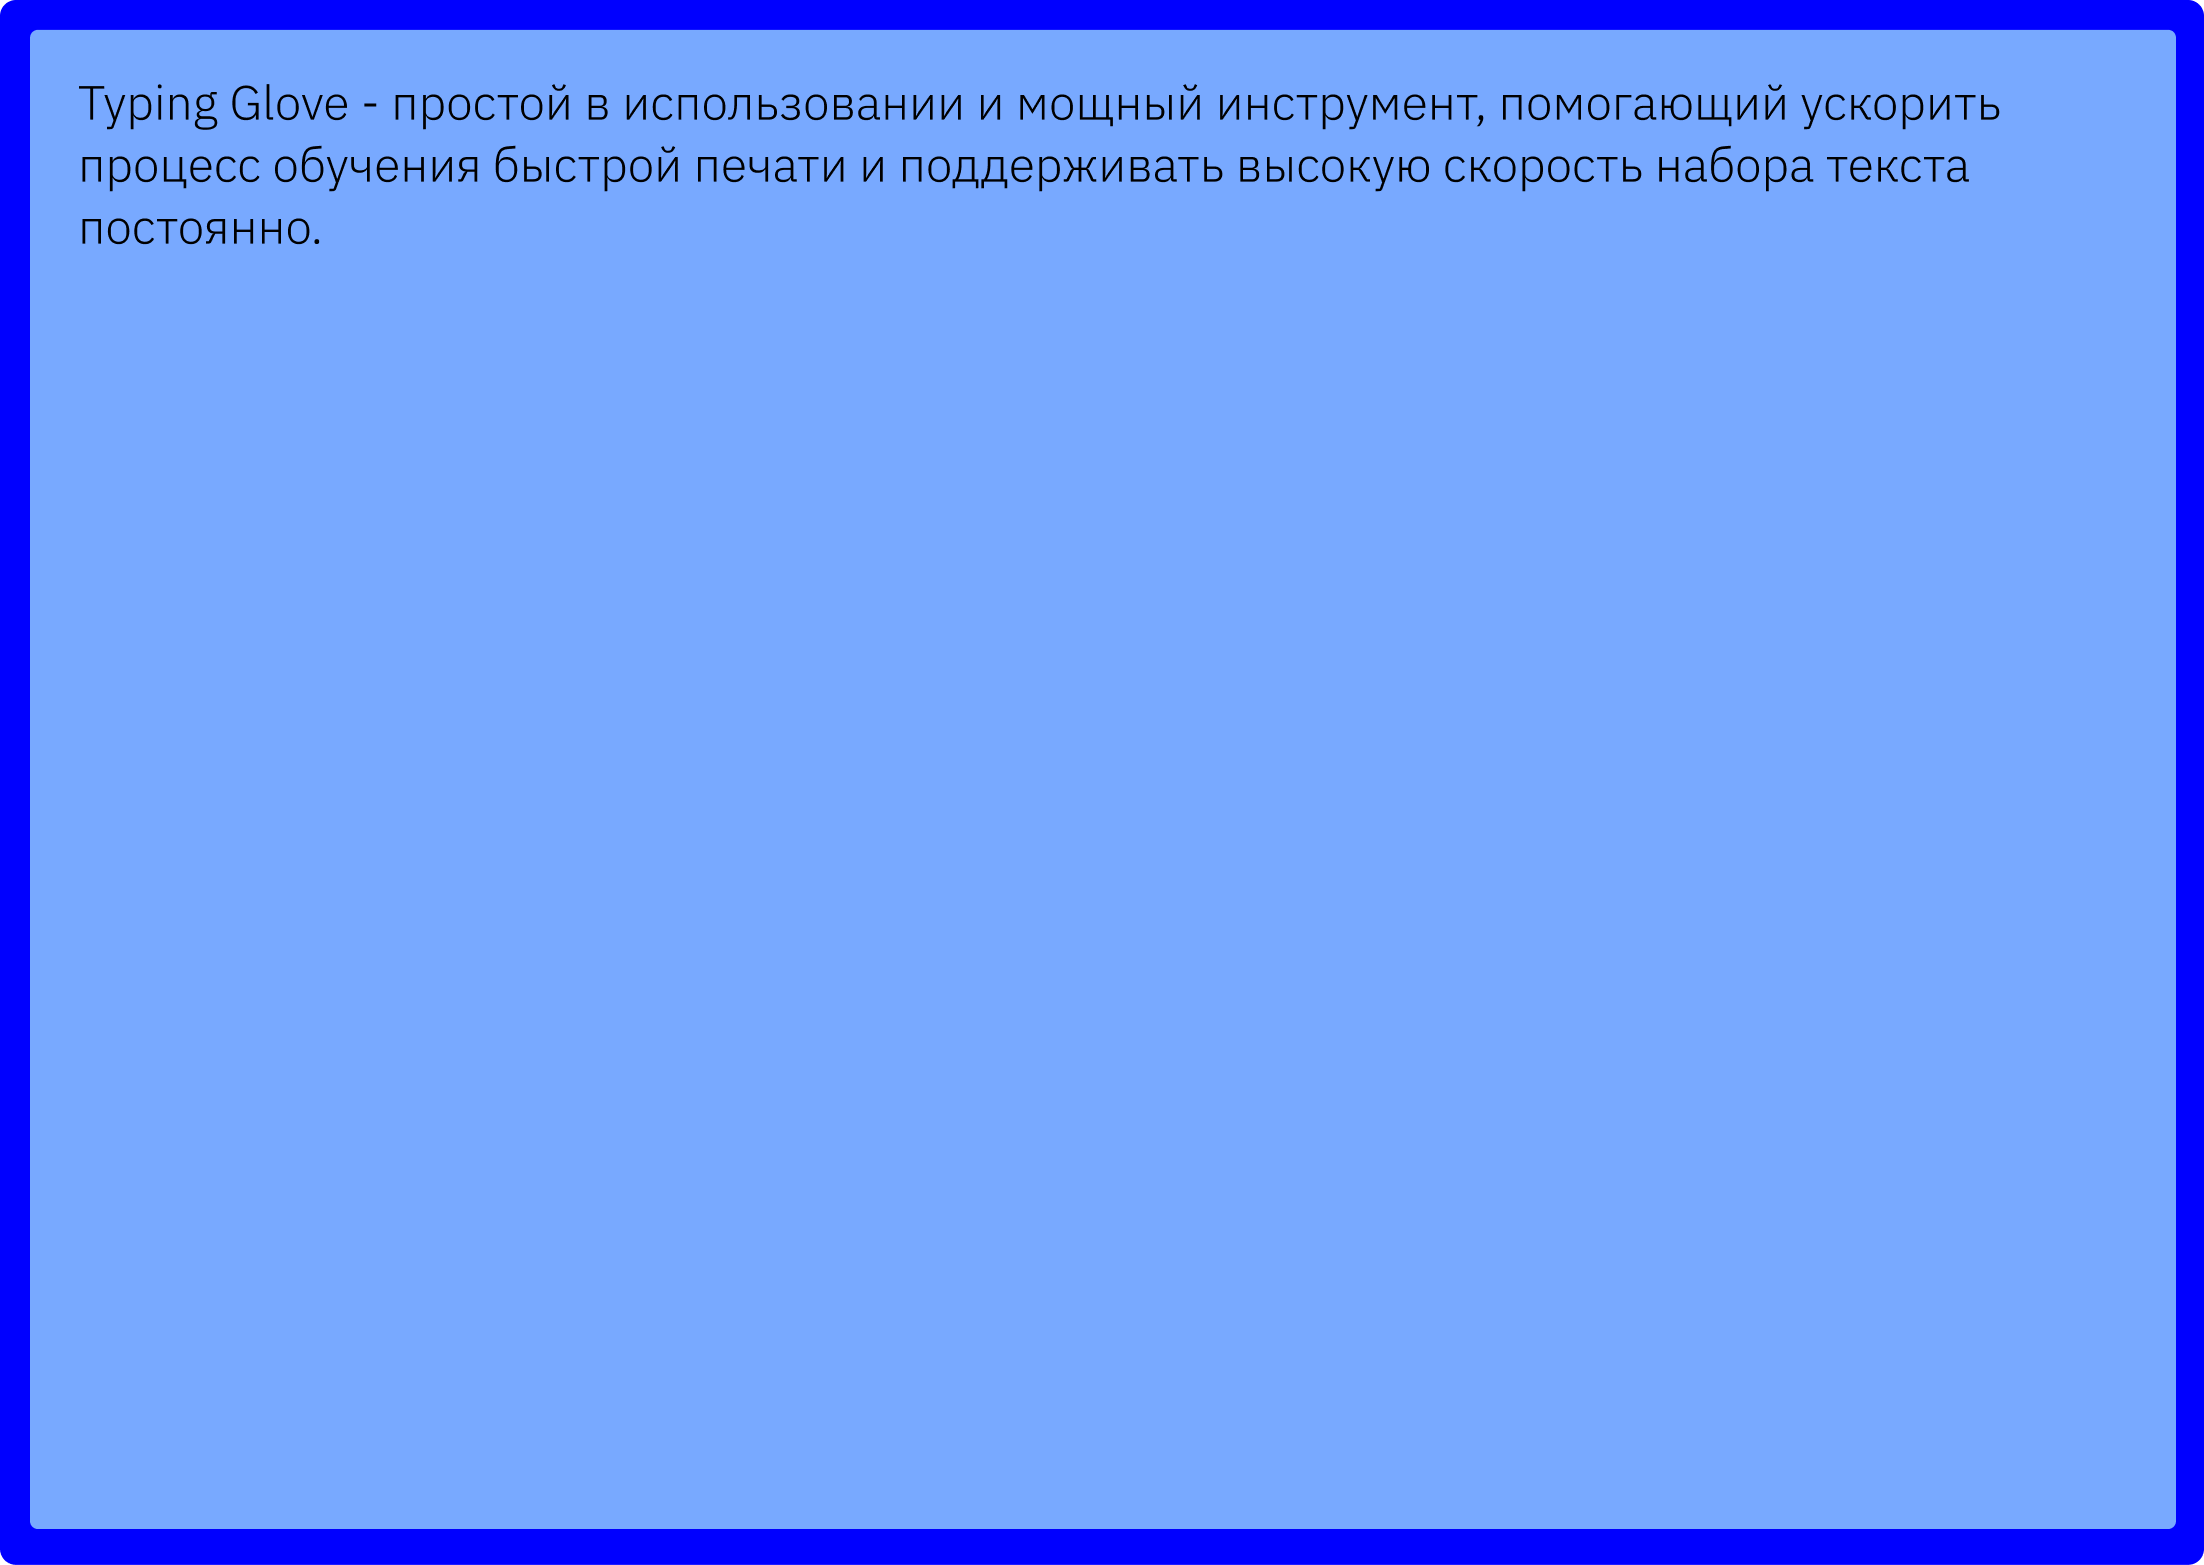 Typing Glove - простой в использовании и мощный инструмент, помогающий ускорить
процесс обучения быстрой печати и поддерживать высокую скорость набора текста
постоянно.